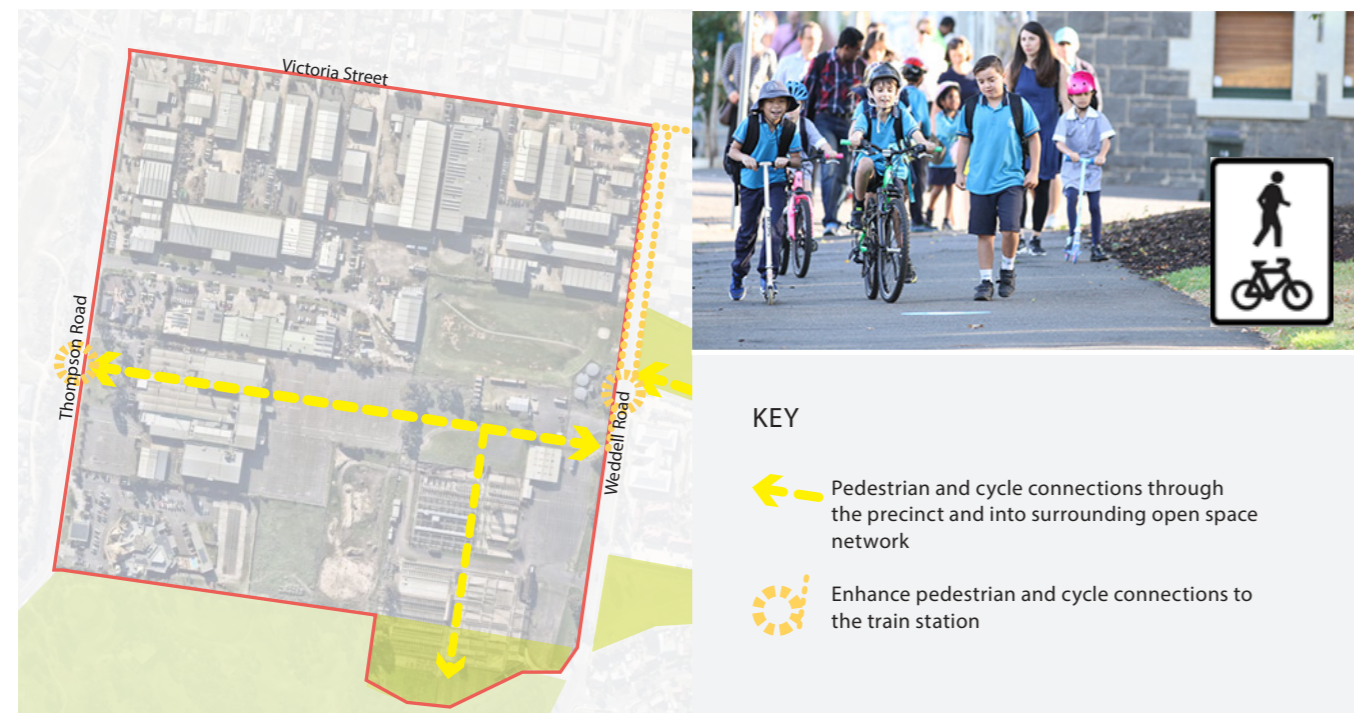 Victoria Street
Thompson Road
Weddell Road
KEY
Pedestrian and cycle connections through
the precinct and into surrounding open space
network
Enhance pedestrian and cycle connections to
the train station